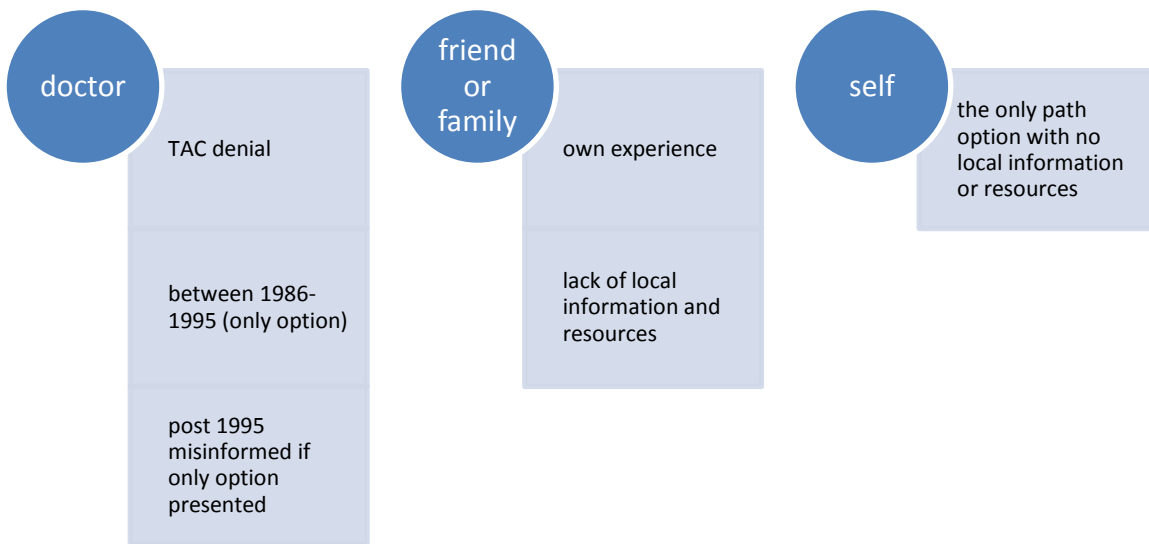 doctor
TAC denial
between 1986-
1995 (only option)
post 1995
misinformed if
only option
presented
friend
or
family
own experience
lack of local
information and
resources
self
the only path
option with no
local information
or resources